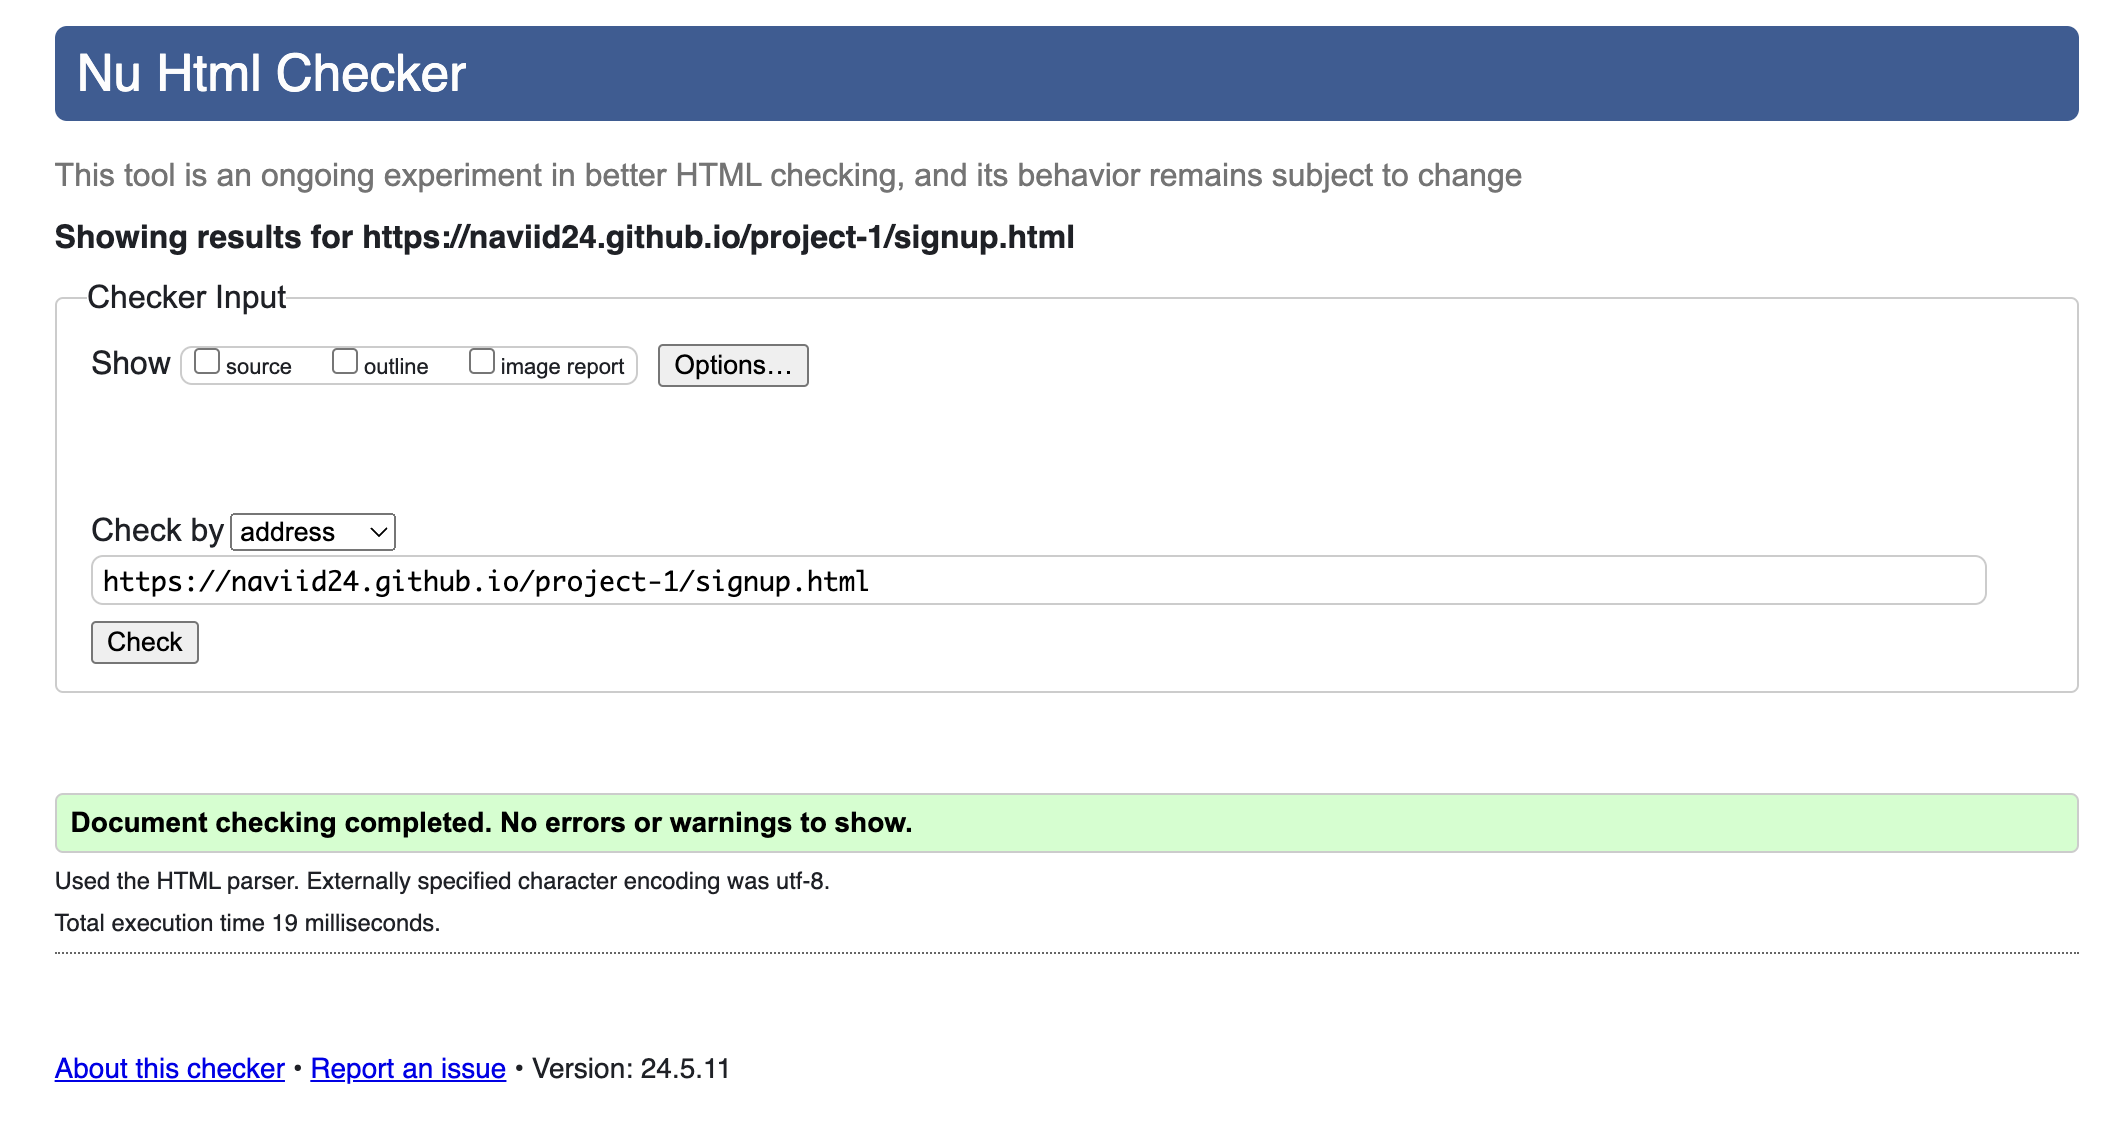 Nu Html Checker
This tool is an ongoing experiment in better HTML checking, and its behavior remains subject to change
Showing results for https://naviid24.github.io/project-1/signup.html
Checker Input
Show source outline image report Options...
Check by address
https://naviid24.github.io/project-1/signup.html
Check
Document checking completed. No errors or warnings to show.
Used the HTML parser. Externally specified character encoding was utf-8.
Total execution time 19 milliseconds.
About this checker • Report an issue • Version: 24.5.11